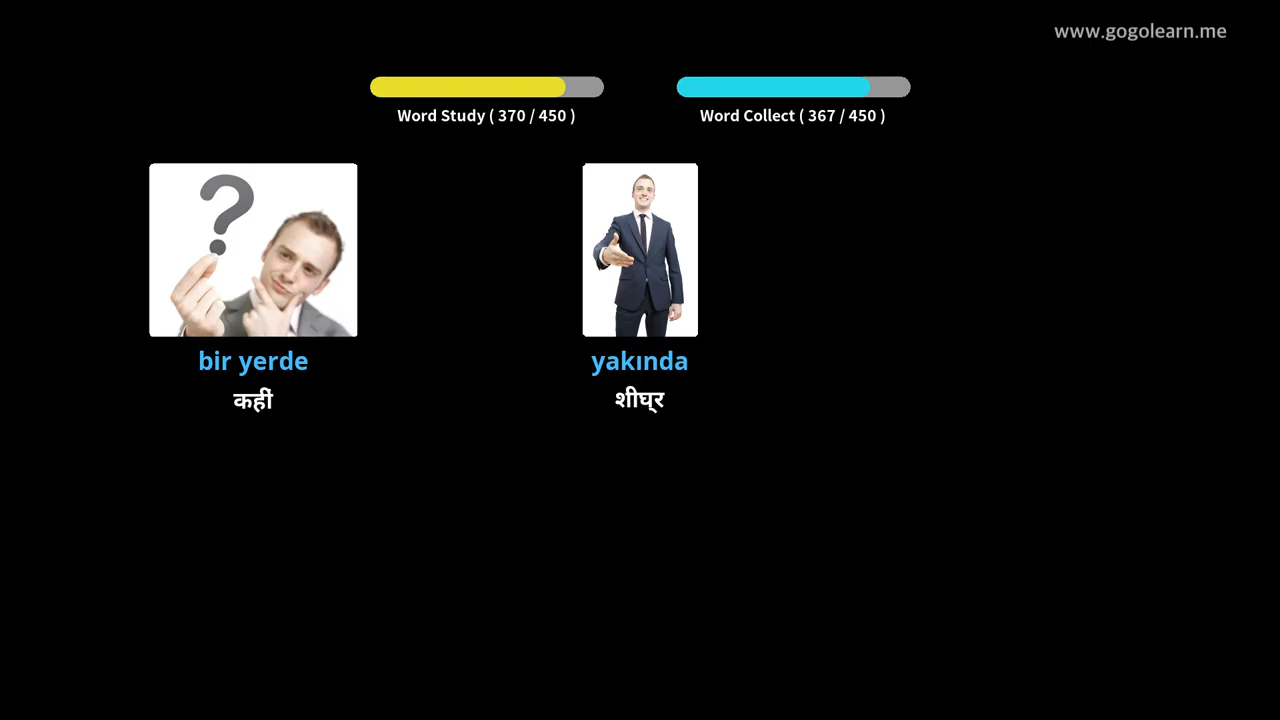 www.gogolearn.me
Word Study ( 370 / 450 )
Word Collect ( 367 / 450 )
?
bir yerde
yakında
कहीं
शीघ्र